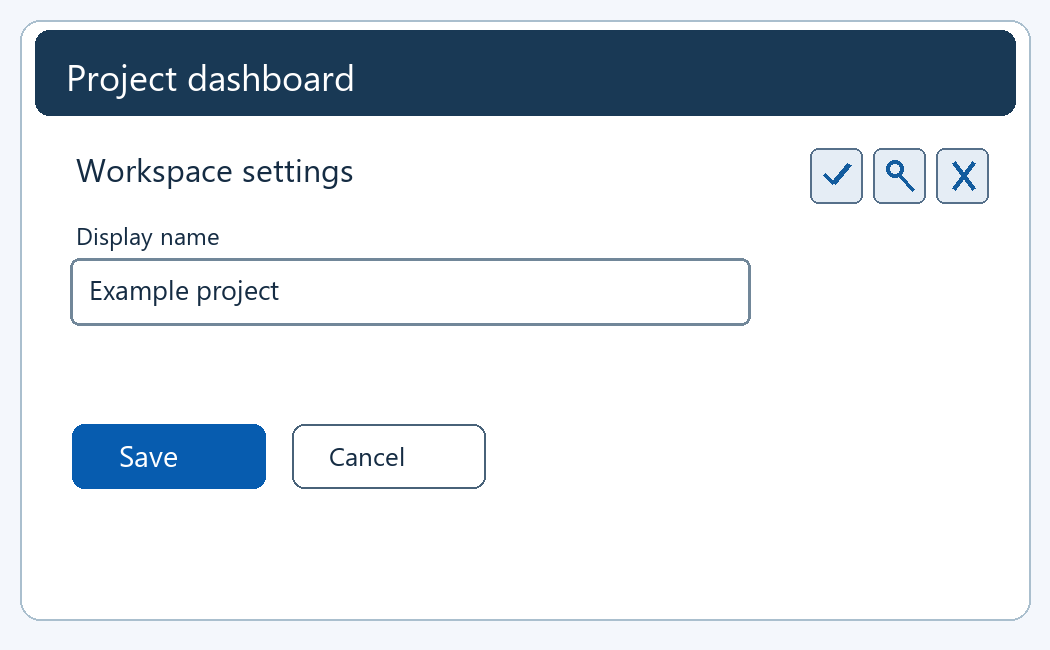 Project dashboard
Workspace settings
Display name
Example project
Save
Cancel